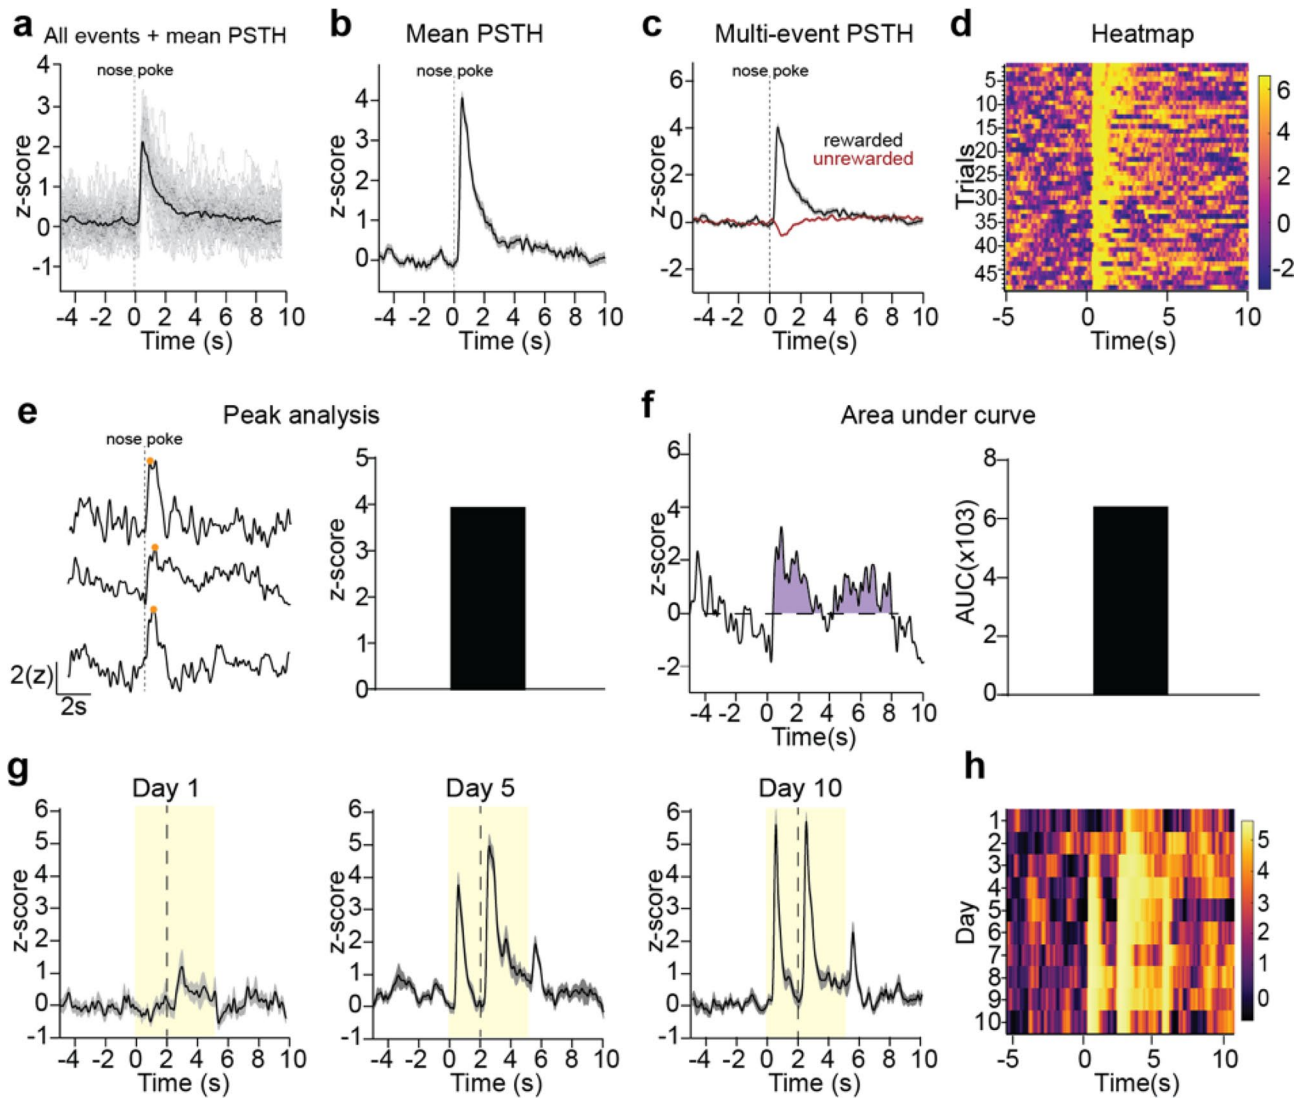 a All events + mean PSTH
nose poke
4
3
2
1
0
-1
z-score
-4 -2 0 2 4 6 8 10
Time (s)
b Mean PSTH
nose poke
4
3
2
1
0
z-score
-4 -2 0 2 4 6 8 10
Time (s)
c Multi-event PSTH
nose poke
6
4
2
0
-2
z-score
rewarded
unrewarded
-4 -2 0 2 4 6 8 10
Time(s)
d Heatmap
5
10
15
20
25
30
35
40
45
Trials
-5 0 5 10
Time(s)
6
4
2
0
-2
e Peak analysis
nose poke
2(z)
2s
5
4
3
2
1
0
z-score
f Area under curve
6
4
2
0
-2
z-score
-4 -2 0 2 4 6 8 10
Time(s)
8
6
4
2
0
AUC(x103)
g
Day 1
6
5
4
3
2
1
0
-1
z-score
-4 -2 0 2 4 6 8 10
Time (s)
Day 5
6
5
4
3
2
1
0
-1
z-score
-4 -2 0 2 4 6 8 10
Time (s)
Day 10
6
5
4
3
2
1
0
-1
z-score
-4 -2 0 2 4 6 8 10
Time (s)
h
1
2
3
4
5
6
7
8
9
10
Day
-5 0 5 10
Time(s)
5
4
3
2
1
0